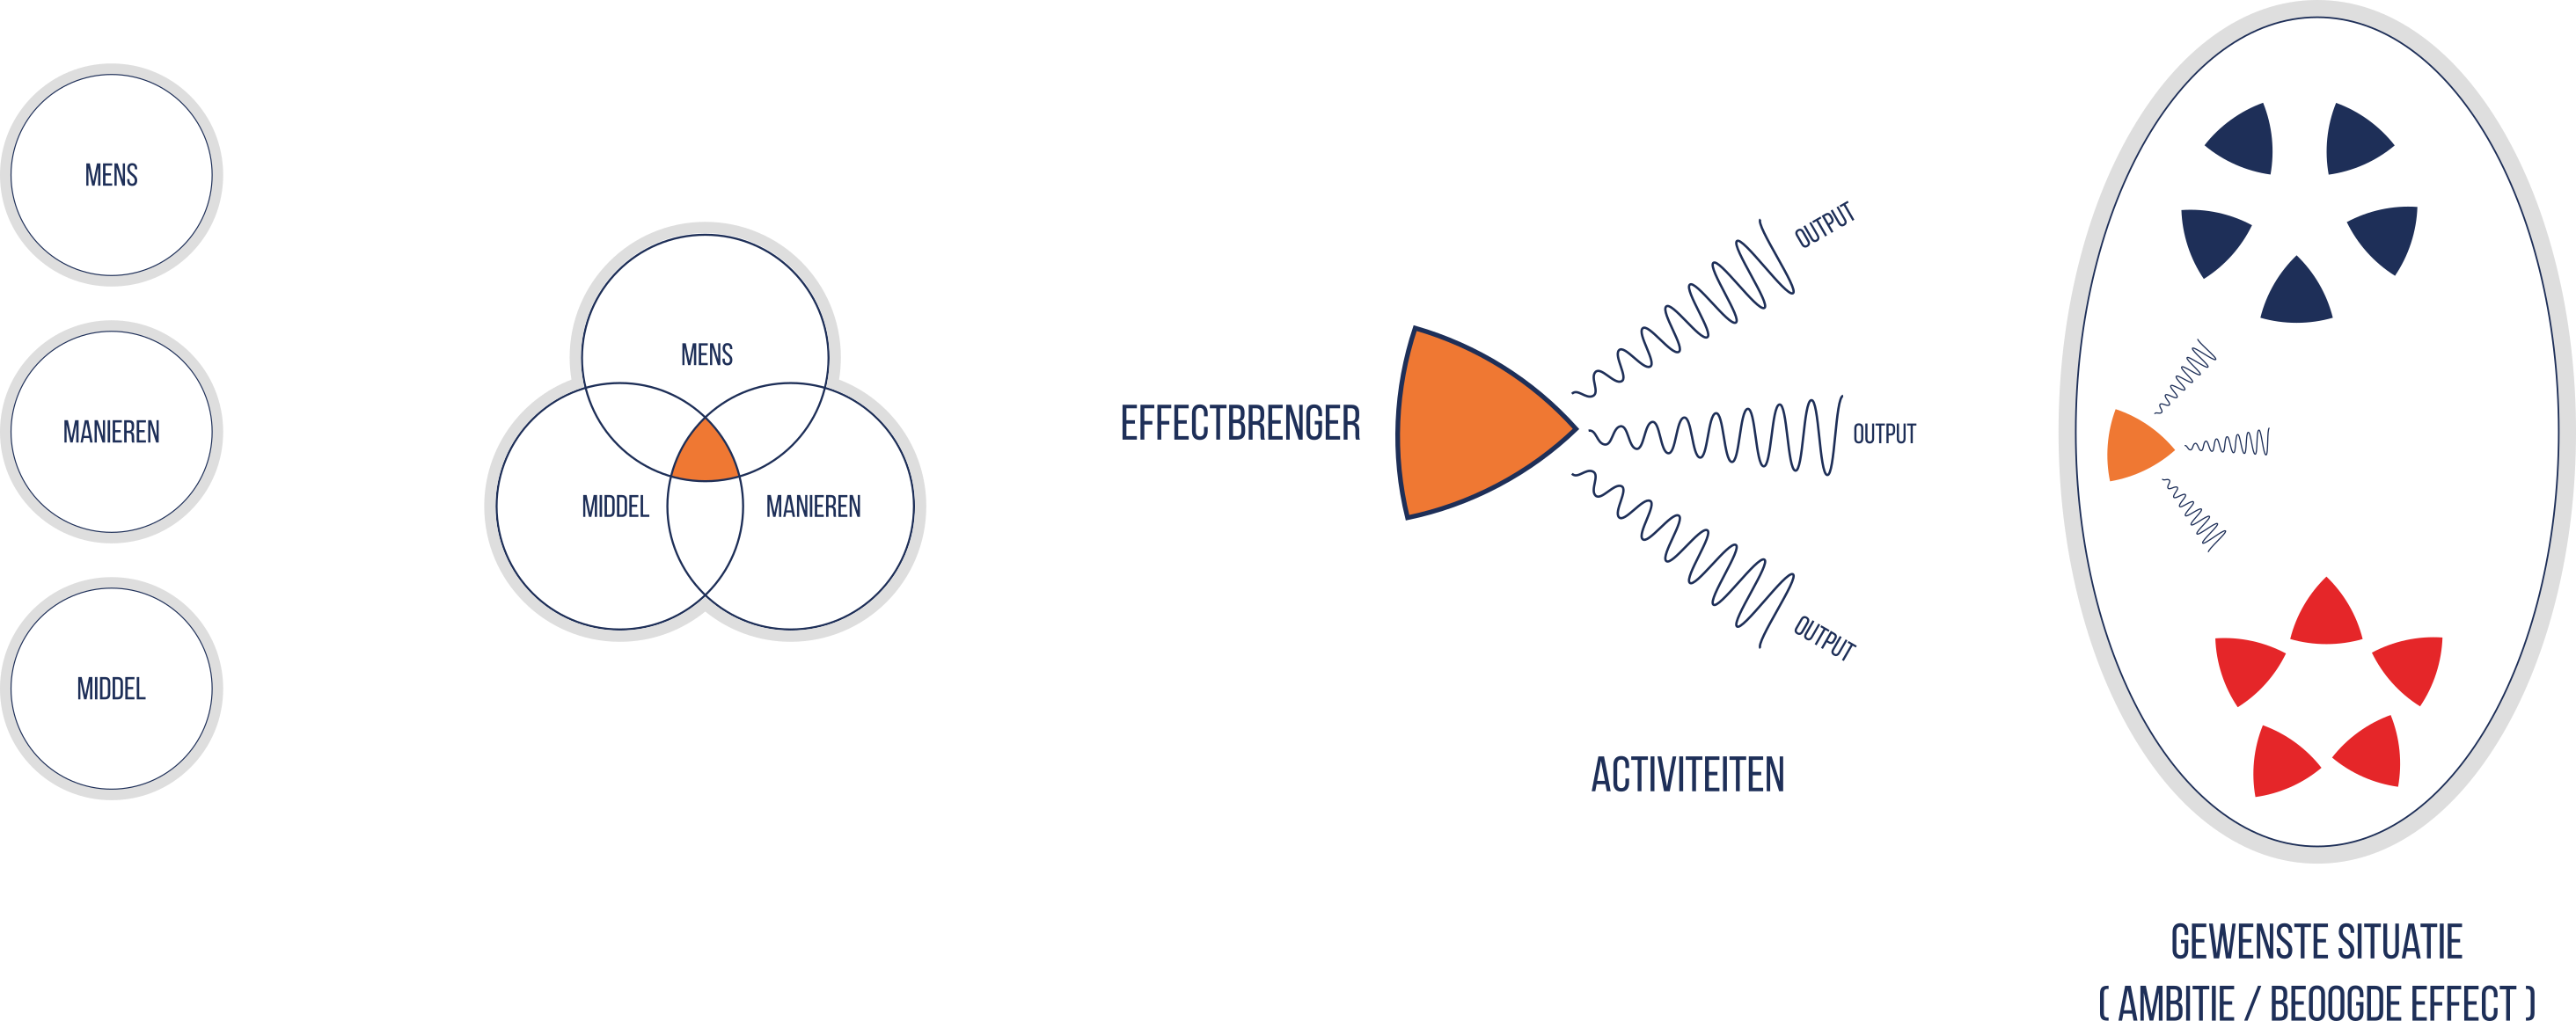 MENS
MANIEREN
MIDDEL
MENS
MIDDEL
MANIEREN
EFFECTBRENGER
OUTPUT
OUTPUT
OUTPUT
ACTIVITEITEN
GEWENSTE SITUATIE
( AMBITIE / BEOOGDE EFFECT )